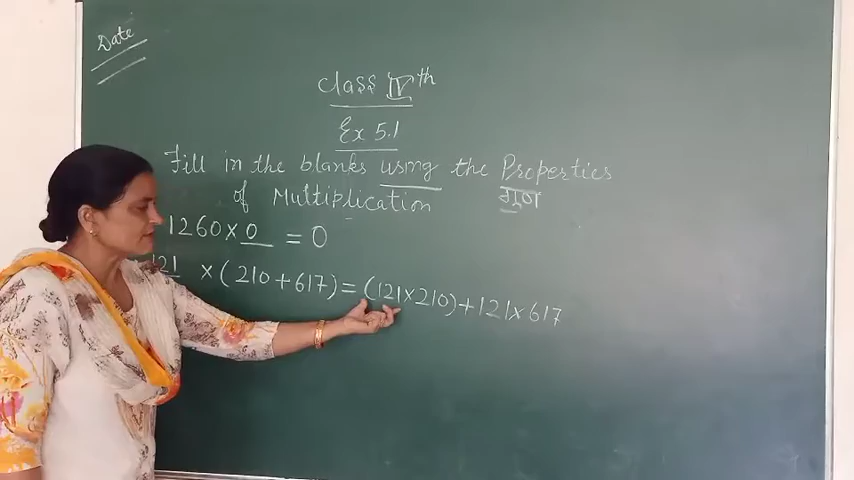 Date
Class IVth
Ex 5.1
Fill in the blanks using the Properties
of Multiplication गुण
1260 × 0 = 0
121 × (210 + 617) = (121 × 210) + 121 × 617